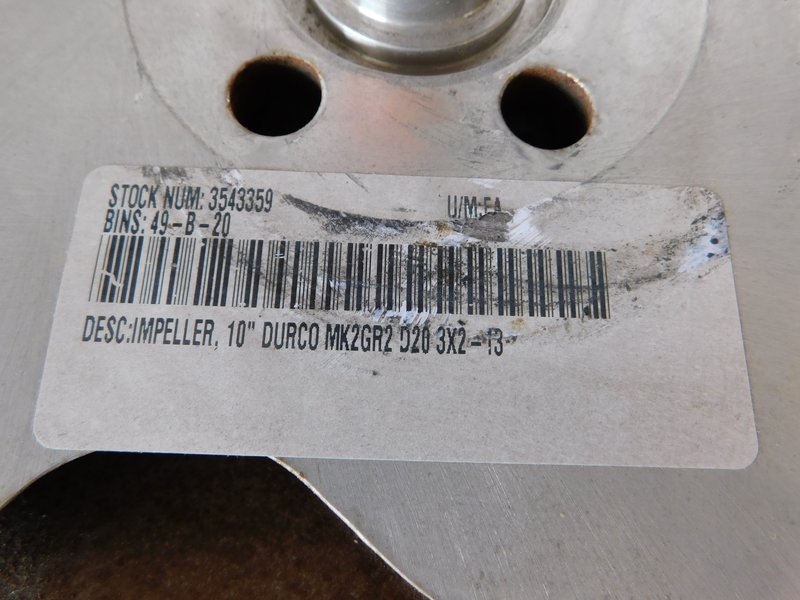 STOCK NUM: 3543359 U/M:EA
BINS: 49-B-20
DESC:IMPELLER, 10" DURCO MK2GR2 D20 3X2-13